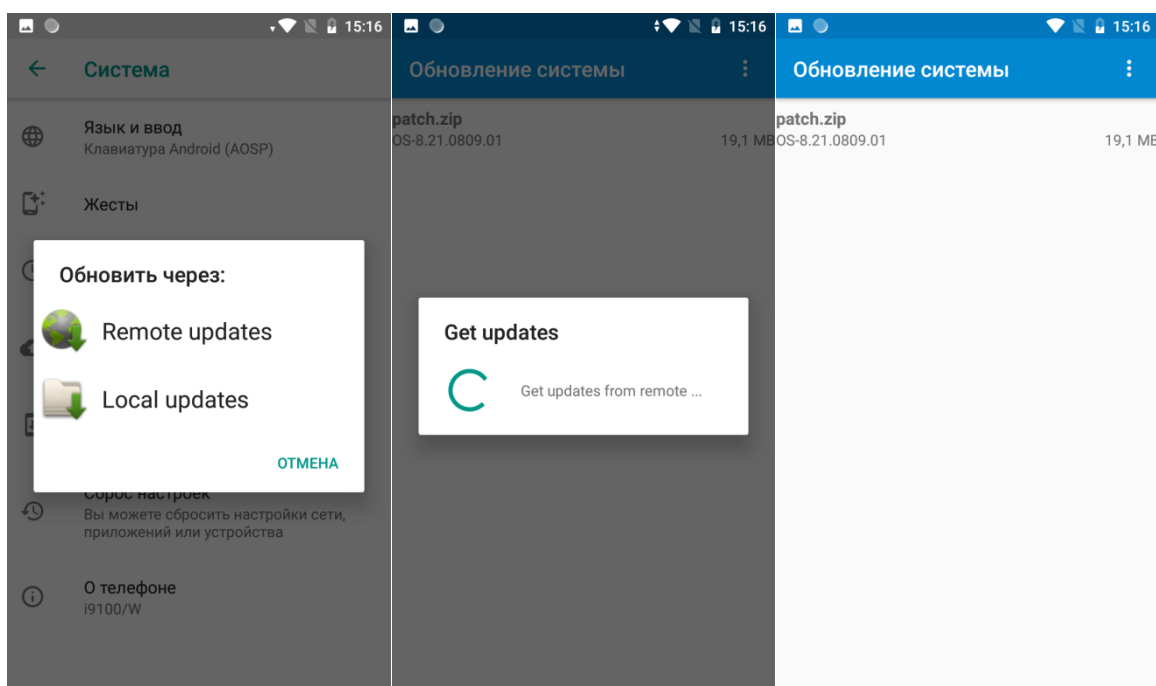 15:16
Система
Язык и ввод
Клавиатура Android (AOSP)
Жесты
Обновить через:
Remote updates
Local updates
ОТМЕНА
Сброс настроек
Вы можете сбросить настройки сети,
приложений или устройства
О телефоне
i9100/W
15:16
Обновление системы
patch.zip
OS-8.21.0809.01
19,1 MB
Get updates
Get updates from remote ...
15:16
Обновление системы
patch.zip
OS-8.21.0809.01
19,1 MB